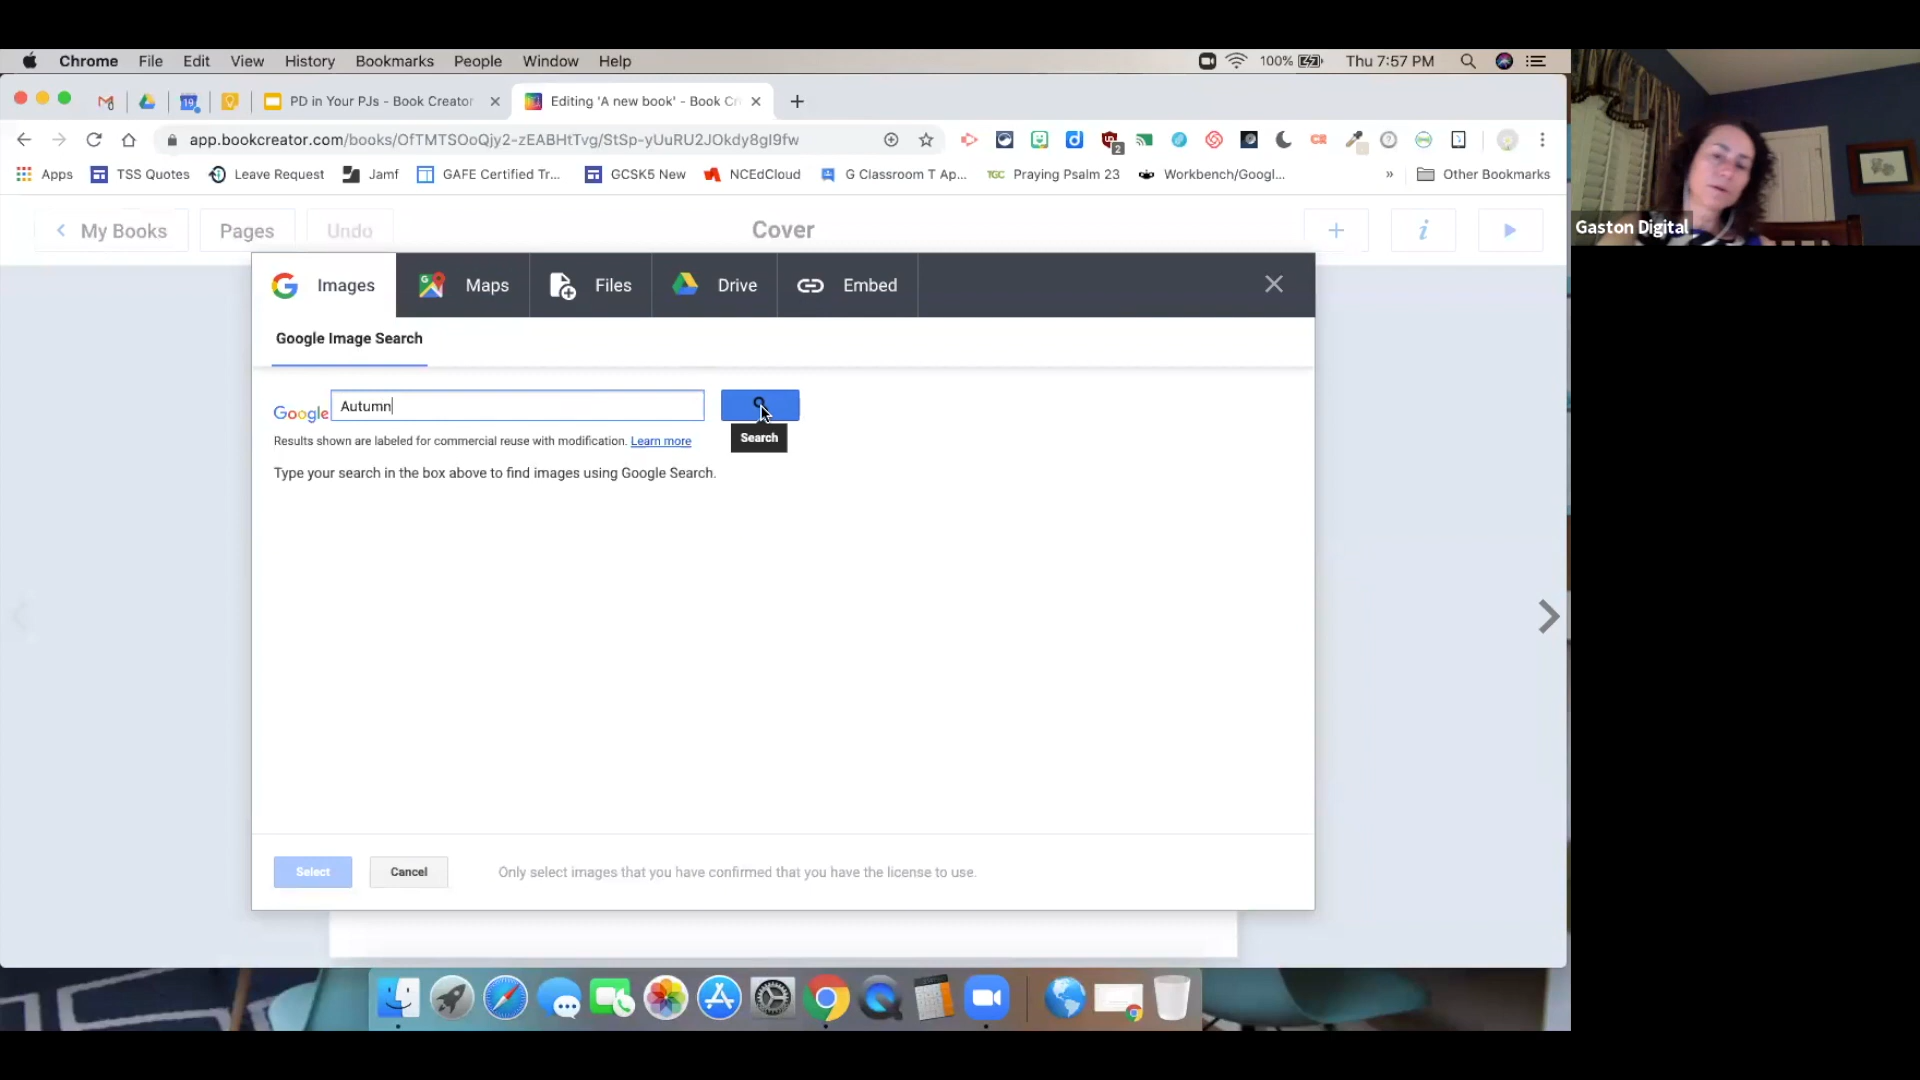 Chrome File Edit View History Bookmarks People Window Help 100% Thu 7:57 PM
19 PD in Your PJs - Book Creator Editing 'A new book' - Book Cr
app.bookcreator.com/books/OfTMTSOoQjy2-zEABHtTvg/StSp-yUuRU2JOkdy8gI9fw 2 CR
Apps TSS Quotes Leave Request Jamf GAFE Certified Tr... GCSK5 New NCEdCloud G Classroom T Ap... TGC Praying Psalm 23 Workbench/Googl... » Other Bookmarks
Gaston Digital
My Books Pages Undo Cover
Images Maps Files Drive Embed
Google Image Search
Google Autumn
Results shown are labeled for commercial reuse with modification. Learn more
Search
Type your search in the box above to find images using Google Search.
Select Cancel Only select images that you have confirmed that you have the license to use.